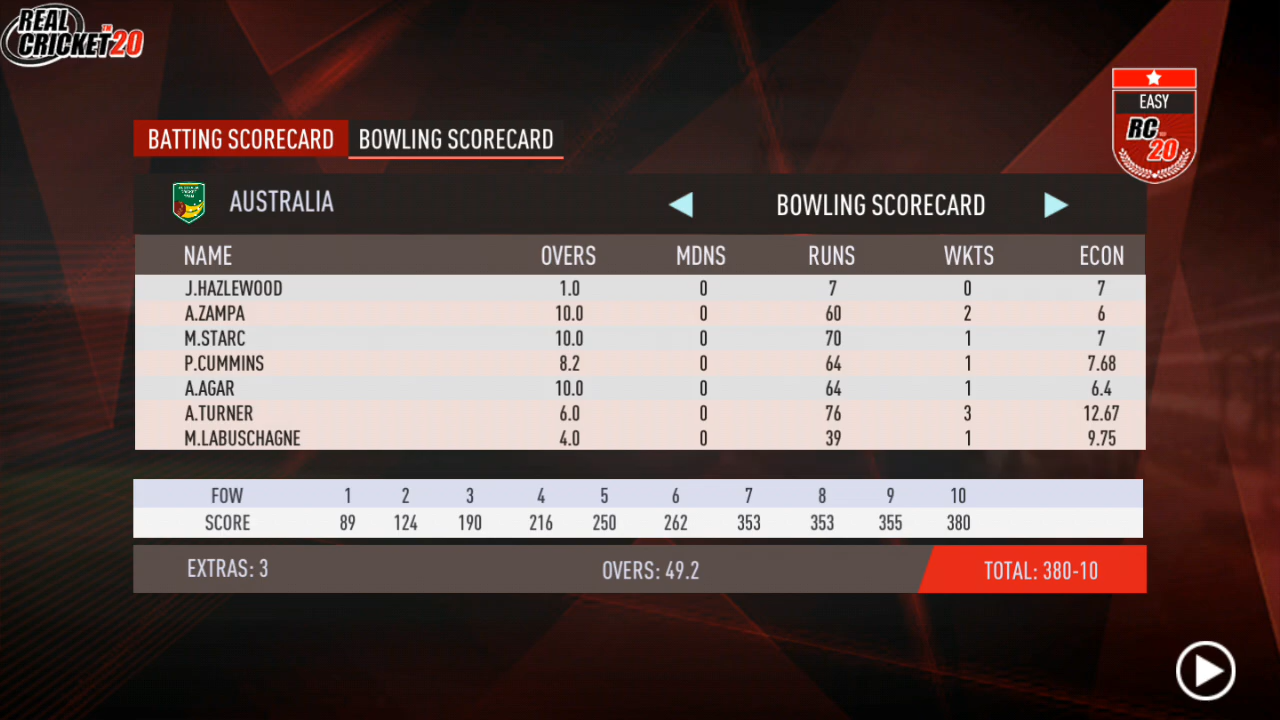 REAL
CRICKET™20
EASY
RC
20
BATTING SCORECARD BOWLING SCORECARD
AUSTRALIA BOWLING SCORECARD
NAME OVERS MDNS RUNS WKTS ECON
J.HAZLEWOOD 1.0 0 7 0 7
A.ZAMPA 10.0 0 60 2 6
M.STARC 10.0 0 70 1 7
P.CUMMINS 8.2 0 64 1 7.68
A.AGAR 10.0 0 64 1 6.4
A.TURNER 6.0 0 76 3 12.67
M.LABUSCHAGNE 4.0 0 39 1 9.75
FOW 1 2 3 4 5 6 7 8 9 10
SCORE 89 124 190 216 250 262 353 353 355 380
EXTRAS: 3 OVERS: 49.2 TOTAL: 380-10